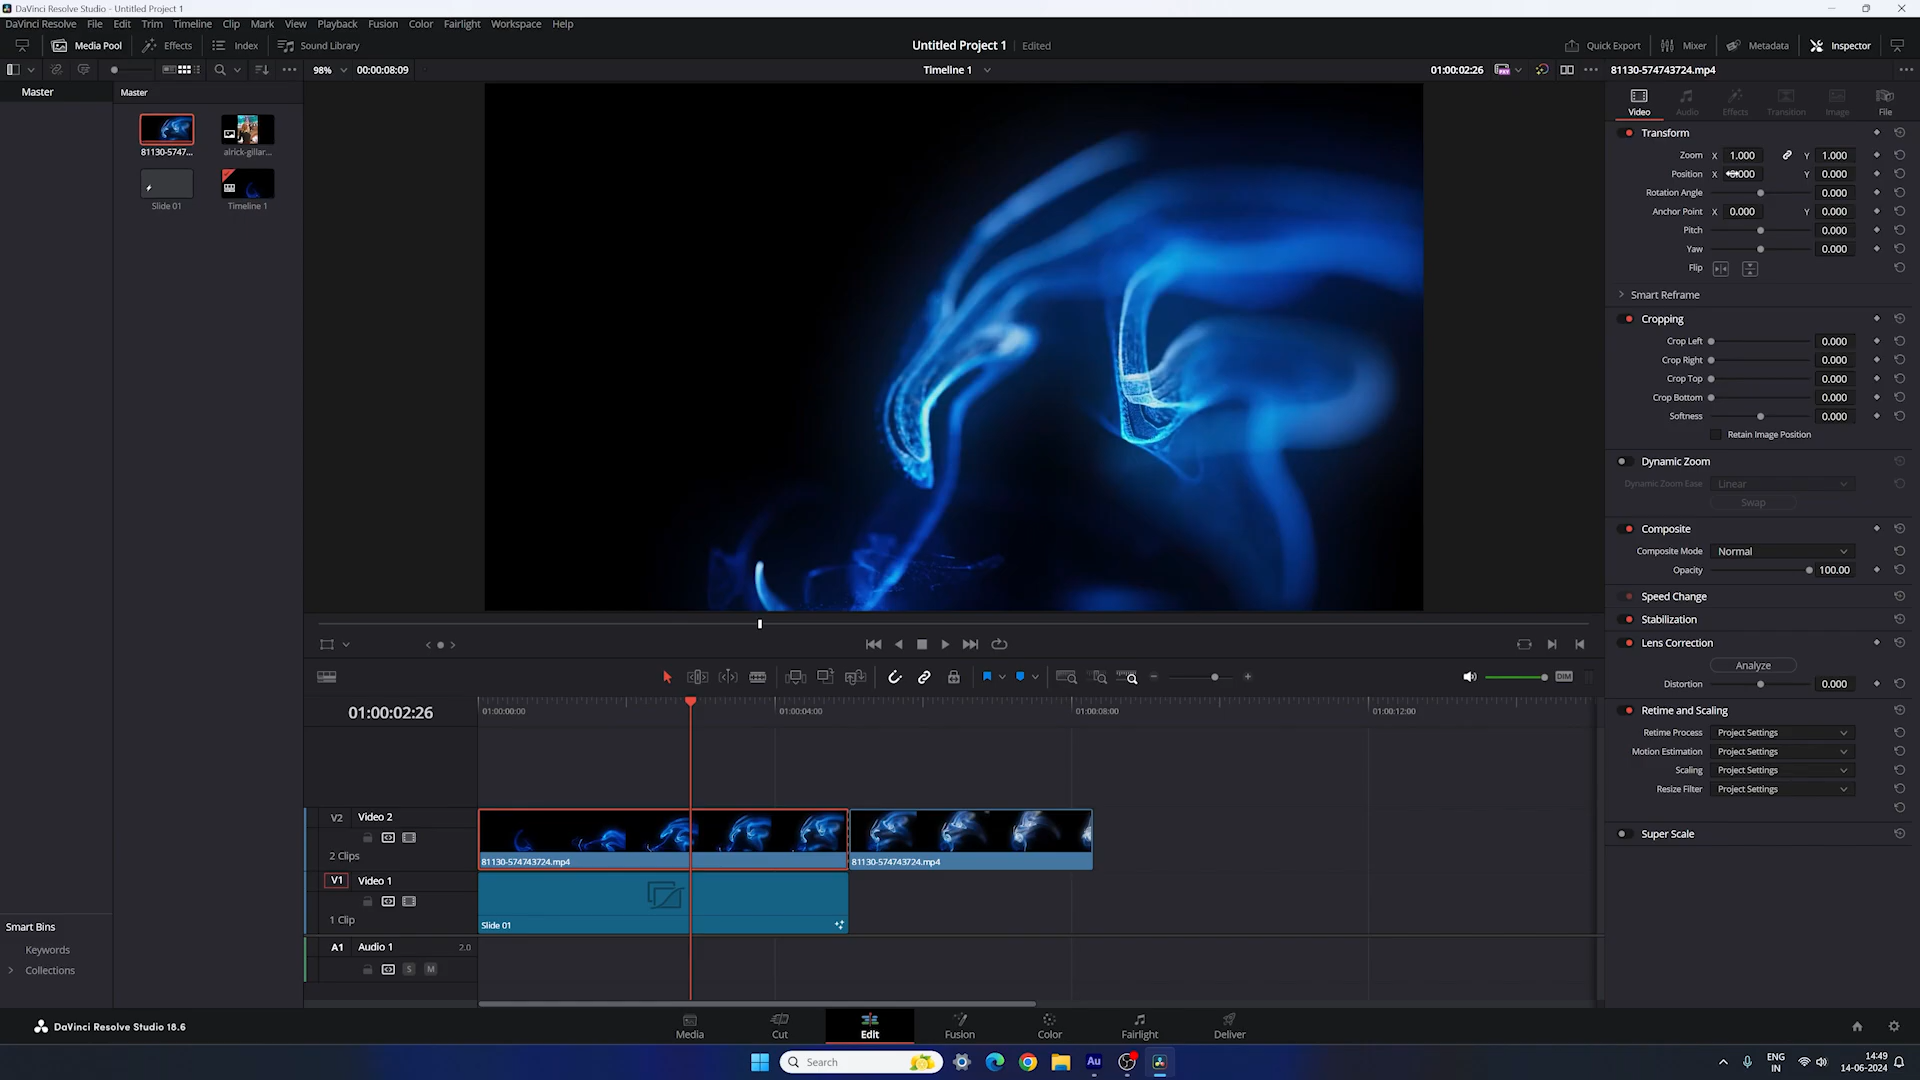 DaVinci Resolve Studio - Untitled Project 1
DaVinci Resolve File Edit Trim Timeline Clip Mark View Playback Fusion Color Fairlight Workspace Help
Media Pool Effects Index Sound Library Untitled Project 1 Edited Quick Export Mixer Metadata Inspector
98% 00:00:08:09 Timeline 1 01:00:02:26 81130-574743724.mp4
Master Master
Video Audio Effects Transition Image File
81130-5747... alrick-gillar...
Slide 01 Timeline 1
Transform
Zoom X 1.000 Y 1.000
Position X Y 0.000
Rotation Angle 0.000
Anchor Point X 0.000 Y 0.000
Pitch 0.000
Yaw 0.000
Flip
Smart Reframe
Cropping
Crop Left 0.000
Crop Right 0.000
Crop Top 0.000
Crop Bottom 0.000
Softness 0.000
Retain Image Position
Dynamic Zoom
Dynamic Zoom Ease Linear
Swap
Composite
Composite Mode Normal
Opacity 100.00
Speed Change
Stabilization
Lens Correction
Analyze
Distortion 0.000
Retime and Scaling
Retime Process Project Settings
Motion Estimation Project Settings
Scaling Project Settings
Resize Filter Project Settings
Super Scale
DIM
01:00:02:26 01:00:00:00 01:00:04:00 01:00:08:00 01:00:12:00
V2 Video 2
2 Clips
81130-574743724.mp4 81130-574743724.mp4
V1 Video 1
1 Clip
Slide 01
A1 Audio 1 2.0
S M
Smart Bins
Keywords
Collections
DaVinci Resolve Studio 18.6
Media Cut Edit Fusion Color Fairlight Deliver
Search
Au
ENG
IN
14:49
14-06-2024